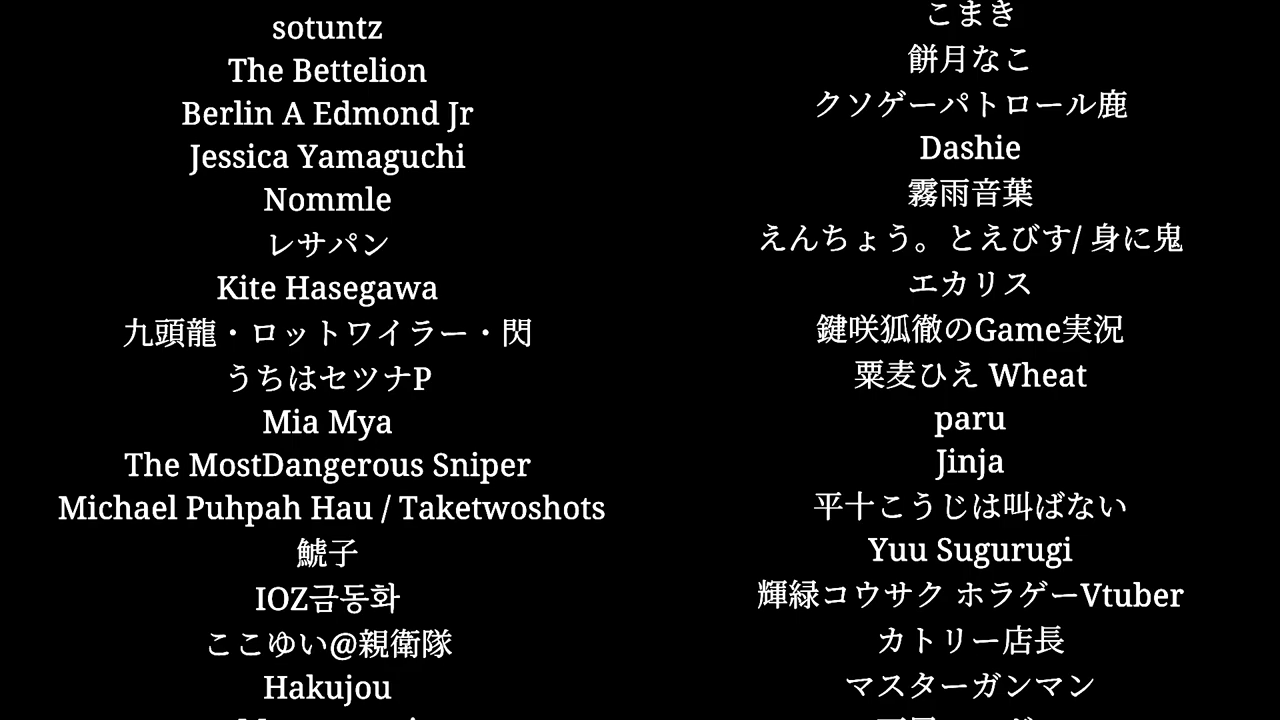 sotuntz
The Bettelion
Berlin A Edmond Jr
Jessica Yamaguchi
Nommle
レサパン
Kite Hasegawa
九頭龍・ロットワイラー・閃
うちはセツナP
Mia Mya
The MostDangerous Sniper
Michael Puhpah Hau / Taketwoshots
鯱子
IOZ금동화
ここゆい@親衛隊
Hakujou
こまき
餅月なこ
クソゲーパトロール鹿
Dashie
霧雨音葉
えんちょう。とえびす/ 身に鬼
エカリス
鍵咲狐徹のGame実況
粟麦ひえ Wheat
paru
Jinja
平十こうじは叫ばない
Yuu Sugurugi
輝緑コウサク ホラゲーVtuber
カトリー店長
マスターガンマン